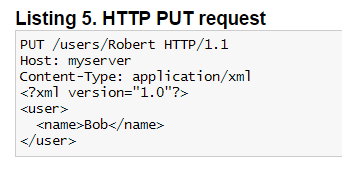 Listing 5. HTTP PUT request
PUT /users/Robert HTTP/1.1
Host: myserver
Content-Type: application/xml
<?xml version="1.0"?>
<user>
  <name>Bob</name>
</user>